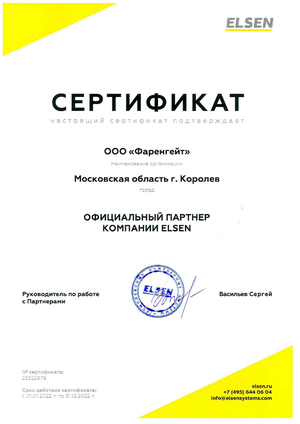 ELSEN
СЕРТИФИКАТ
настоящий сертификат подтверждает
ООО «Фаренгейт»
Наименование организации
Московская область г. Королев
город
ОФИЦИАЛЬНЫЙ ПАРТНЕР
КОМПАНИИ ELSEN
Руководитель по работе
с Партнерами
ELSEN
Васильев Сергей
№ сертификата:
Срок действия сертификата:
с 01.01.2022 г. по 31.12.2022 г.
elsen.ru
+7 (495) 644 06 04
info@elsensystems.com